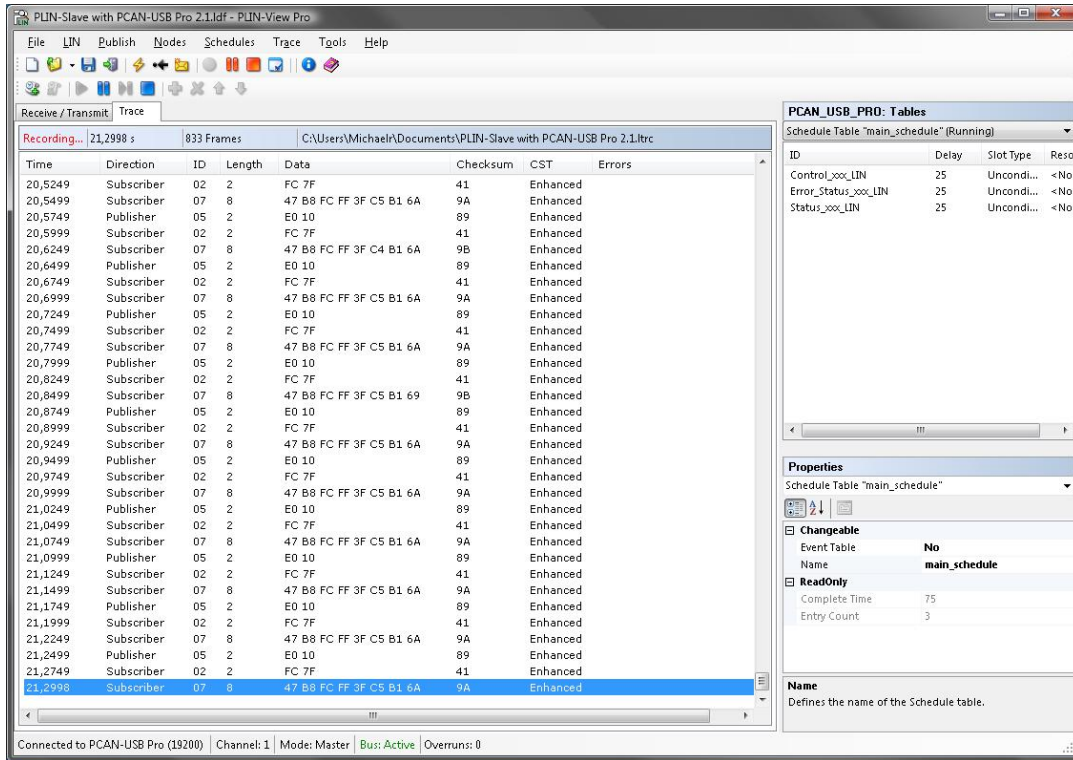 PLIN-Slave with PCAN-USB Pro 2.1.ldf - PLIN-View Pro
File LIN Publish Nodes Schedules Trace Tools Help
Receive / Transmit Trace
Recording... 21,2998 s 833 Frames C:\Users\Michaelr\Documents\PLIN-Slave with PCAN-USB Pro 2.1.ltrc
Time Direction ID Length Data Checksum CST Errors
20,5249 Subscriber 02 2 FC 7F 41 Enhanced
20,5499 Subscriber 07 8 47 B8 FC FF 3F C5 B1 6A 9A Enhanced
20,5749 Publisher 05 2 E0 10 89 Enhanced
20,5999 Subscriber 02 2 FC 7F 41 Enhanced
20,6249 Subscriber 07 8 47 B8 FC FF 3F C4 B1 6A 9B Enhanced
20,6499 Publisher 05 2 E0 10 89 Enhanced
20,6749 Subscriber 02 2 FC 7F 41 Enhanced
20,6999 Subscriber 07 8 47 B8 FC FF 3F C5 B1 6A 9A Enhanced
20,7249 Publisher 05 2 E0 10 89 Enhanced
20,7499 Subscriber 02 2 FC 7F 41 Enhanced
20,7749 Subscriber 07 8 47 B8 FC FF 3F C5 B1 6A 9A Enhanced
20,7999 Publisher 05 2 E0 10 89 Enhanced
20,8249 Subscriber 02 2 FC 7F 41 Enhanced
20,8499 Subscriber 07 8 47 B8 FC FF 3F C5 B1 69 9B Enhanced
20,8749 Publisher 05 2 E0 10 89 Enhanced
20,8999 Subscriber 02 2 FC 7F 41 Enhanced
20,9249 Subscriber 07 8 47 B8 FC FF 3F C5 B1 6A 9A Enhanced
20,9499 Publisher 05 2 E0 10 89 Enhanced
20,9749 Subscriber 02 2 FC 7F 41 Enhanced
20,9999 Subscriber 07 8 47 B8 FC FF 3F C5 B1 6A 9A Enhanced
21,0249 Publisher 05 2 E0 10 89 Enhanced
21,0499 Subscriber 02 2 FC 7F 41 Enhanced
21,0749 Subscriber 07 8 47 B8 FC FF 3F C5 B1 6A 9A Enhanced
21,0999 Publisher 05 2 E0 10 89 Enhanced
21,1249 Subscriber 02 2 FC 7F 41 Enhanced
21,1499 Subscriber 07 8 47 B8 FC FF 3F C5 B1 6A 9A Enhanced
21,1749 Publisher 05 2 E0 10 89 Enhanced
21,1999 Subscriber 02 2 FC 7F 41 Enhanced
21,2249 Subscriber 07 8 47 B8 FC FF 3F C5 B1 6A 9A Enhanced
21,2499 Publisher 05 2 E0 10 89 Enhanced
21,2749 Subscriber 02 2 FC 7F 41 Enhanced
21,2998 Subscriber 07 8 47 B8 FC FF 3F C5 B1 6A 9A Enhanced
PCAN_USB_PRO: Tables
Schedule Table "main_schedule" (Running)
ID Delay Slot Type Reso
Control_xxx_LIN 25 Uncondi... <No
Error_Status_xxx_LIN 25 Uncondi... <No
Status_xxx_LIN 25 Uncondi... <No
Properties
Schedule Table "main_schedule"
Changeable
Event Table No
Name main_schedule
ReadOnly
Complete Time 75
Entry Count 3
Name
Defines the name of the Schedule table.
Connected to PCAN-USB Pro (19200) Channel: 1 Mode: Master Bus: Active Overruns: 0